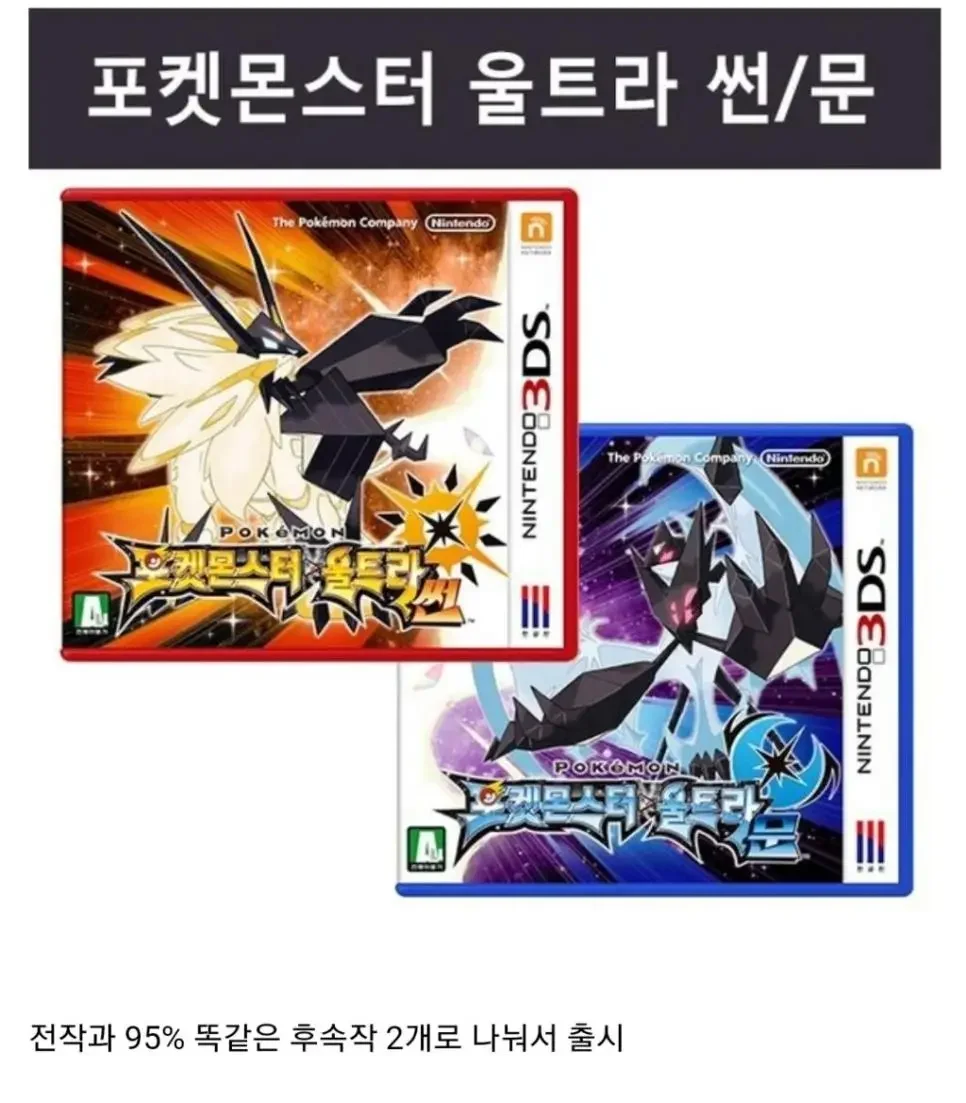 포켓몬스터 울트라 썬/문
The Pokémon Company Nintendo
NINTENDO 3DS
POKéMON
포켓몬스터 울트라 썬
The Pokémon Company Nintendo
NINTENDO 3DS
POKéMON
포켓몬스터 울트라 문
전작과 95% 똑같은 후속작 2개로 나눠서 출시